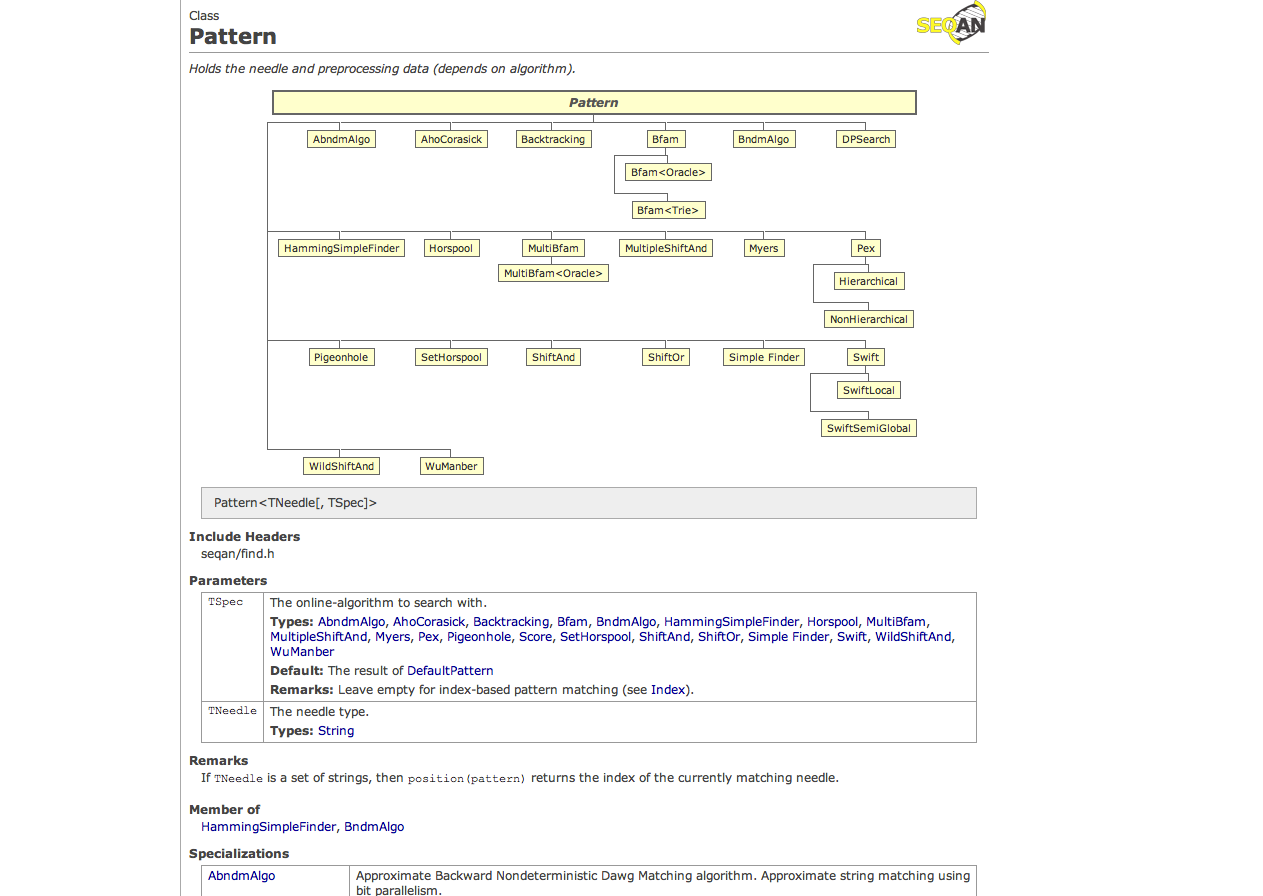 Class
Pattern
SEQAN
Holds the needle and preprocessing data (depends on algorithm).
Pattern
AbndmAlgo AhoCorasick Backtracking Bfam BndmAlgo DPSearch
Bfam<Oracle>
Bfam<Trie>
HammingSimpleFinder Horspool MultiBfam MultipleShiftAnd Myers Pex
MultiBfam<Oracle>
Hierarchical
NonHierarchical
Pigeonhole SetHorspool ShiftAnd ShiftOr Simple Finder Swift
SwiftLocal
SwiftSemiGlobal
WildShiftAnd WuManber
Pattern<TNeedle[, TSpec]>
Include Headers
seqan/find.h
Parameters
TSpec The online-algorithm to search with.
Types: AbndmAlgo, AhoCorasick, Backtracking, Bfam, BndmAlgo, HammingSimpleFinder, Horspool, MultiBfam,
MultipleShiftAnd, Myers, Pex, Pigeonhole, Score, SetHorspool, ShiftAnd, ShiftOr, Simple Finder, Swift, WildShiftAnd,
WuManber
Default: The result of DefaultPattern
Remarks: Leave empty for index-based pattern matching (see Index).
TNeedle The needle type.
Types: String
Remarks
If TNeedle is a set of strings, then position(pattern) returns the index of the currently matching needle.
Member of
HammingSimpleFinder, BndmAlgo
Specializations
AbndmAlgo Approximate Backward Nondeterministic Dawg Matching algorithm. Approximate string matching using
bit parallelism.